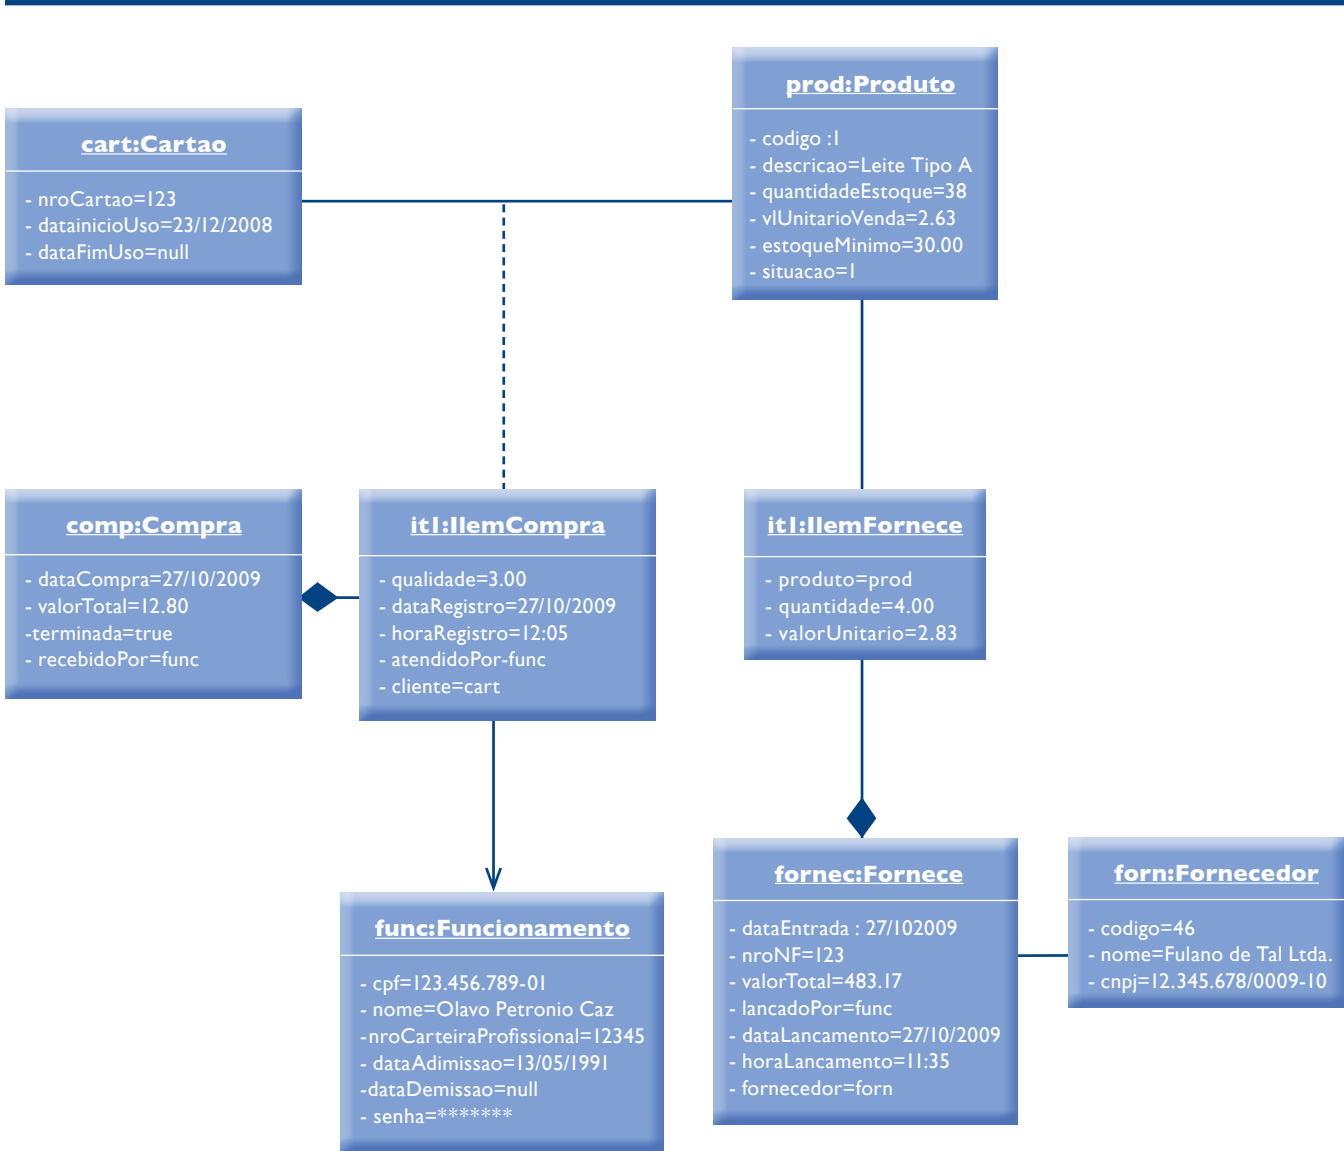 cart:Cartao
- nroCartao=123
- datainicioUso=23/12/2008
- dataFimUso=null
prod:Produto
- codigo :1
- descricao=Leite Tipo A
- quantidadeEstoque=38
- vlUnitarioVenda=2.63
- estoqueMinimo=30.00
- situacao=1
comp:Compra
- dataCompra=27/10/2009
- valorTotal=12.80
-terminada=true
- recebidoPor=func
it1:IlemCompra
- qualidade=3.00
- dataRegistro=27/10/2009
- horaRegistro=12:05
- atendidoPor-func
- cliente=cart
it1:IlemFornece
- produto=prod
- quantidade=4.00
- valorUnitario=2.83
func:Funcionamento
- cpf=123.456.789-01
- nome=Olavo Petronio Caz
-nroCarteiraProfissional=12345
- dataAdimissao=13/05/1991
-dataDemissao=null
- senha=*******
fornec:Fornece
- dataEntrada : 27/102009
- nroNF=123
- valorTotal=483.17
- lancadoPor=func
- dataLancamento=27/10/2009
- horaLancamento=11:35
- fornecedor=forn
forn:Fornecedor
- codigo=46
- nome=Fulano de Tal Ltda.
- cnpj=12.345.678/0009-10